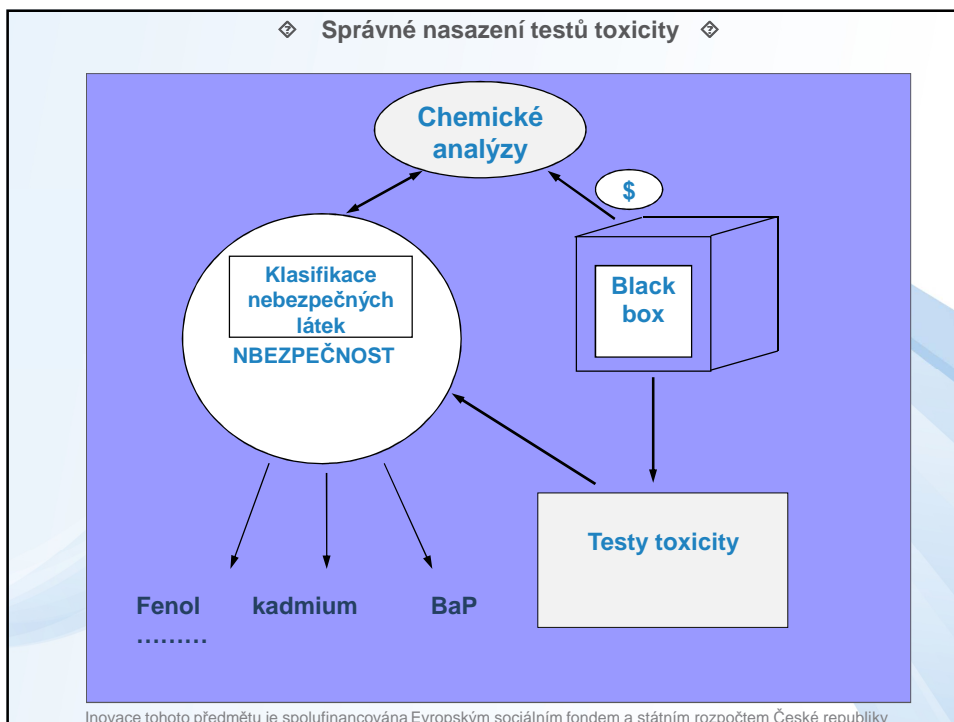 Správné nasazení testů toxicity
Chemické
analýzy
$
Klasifikace
nebezpečných
látek
NBEZPEČNOST
Black
box
Testy toxicity
Fenol kadmium BaP
………
Inovace tohoto předmětu je spolufinancována Evropským sociálním fondem a státním rozpočtem České republiky